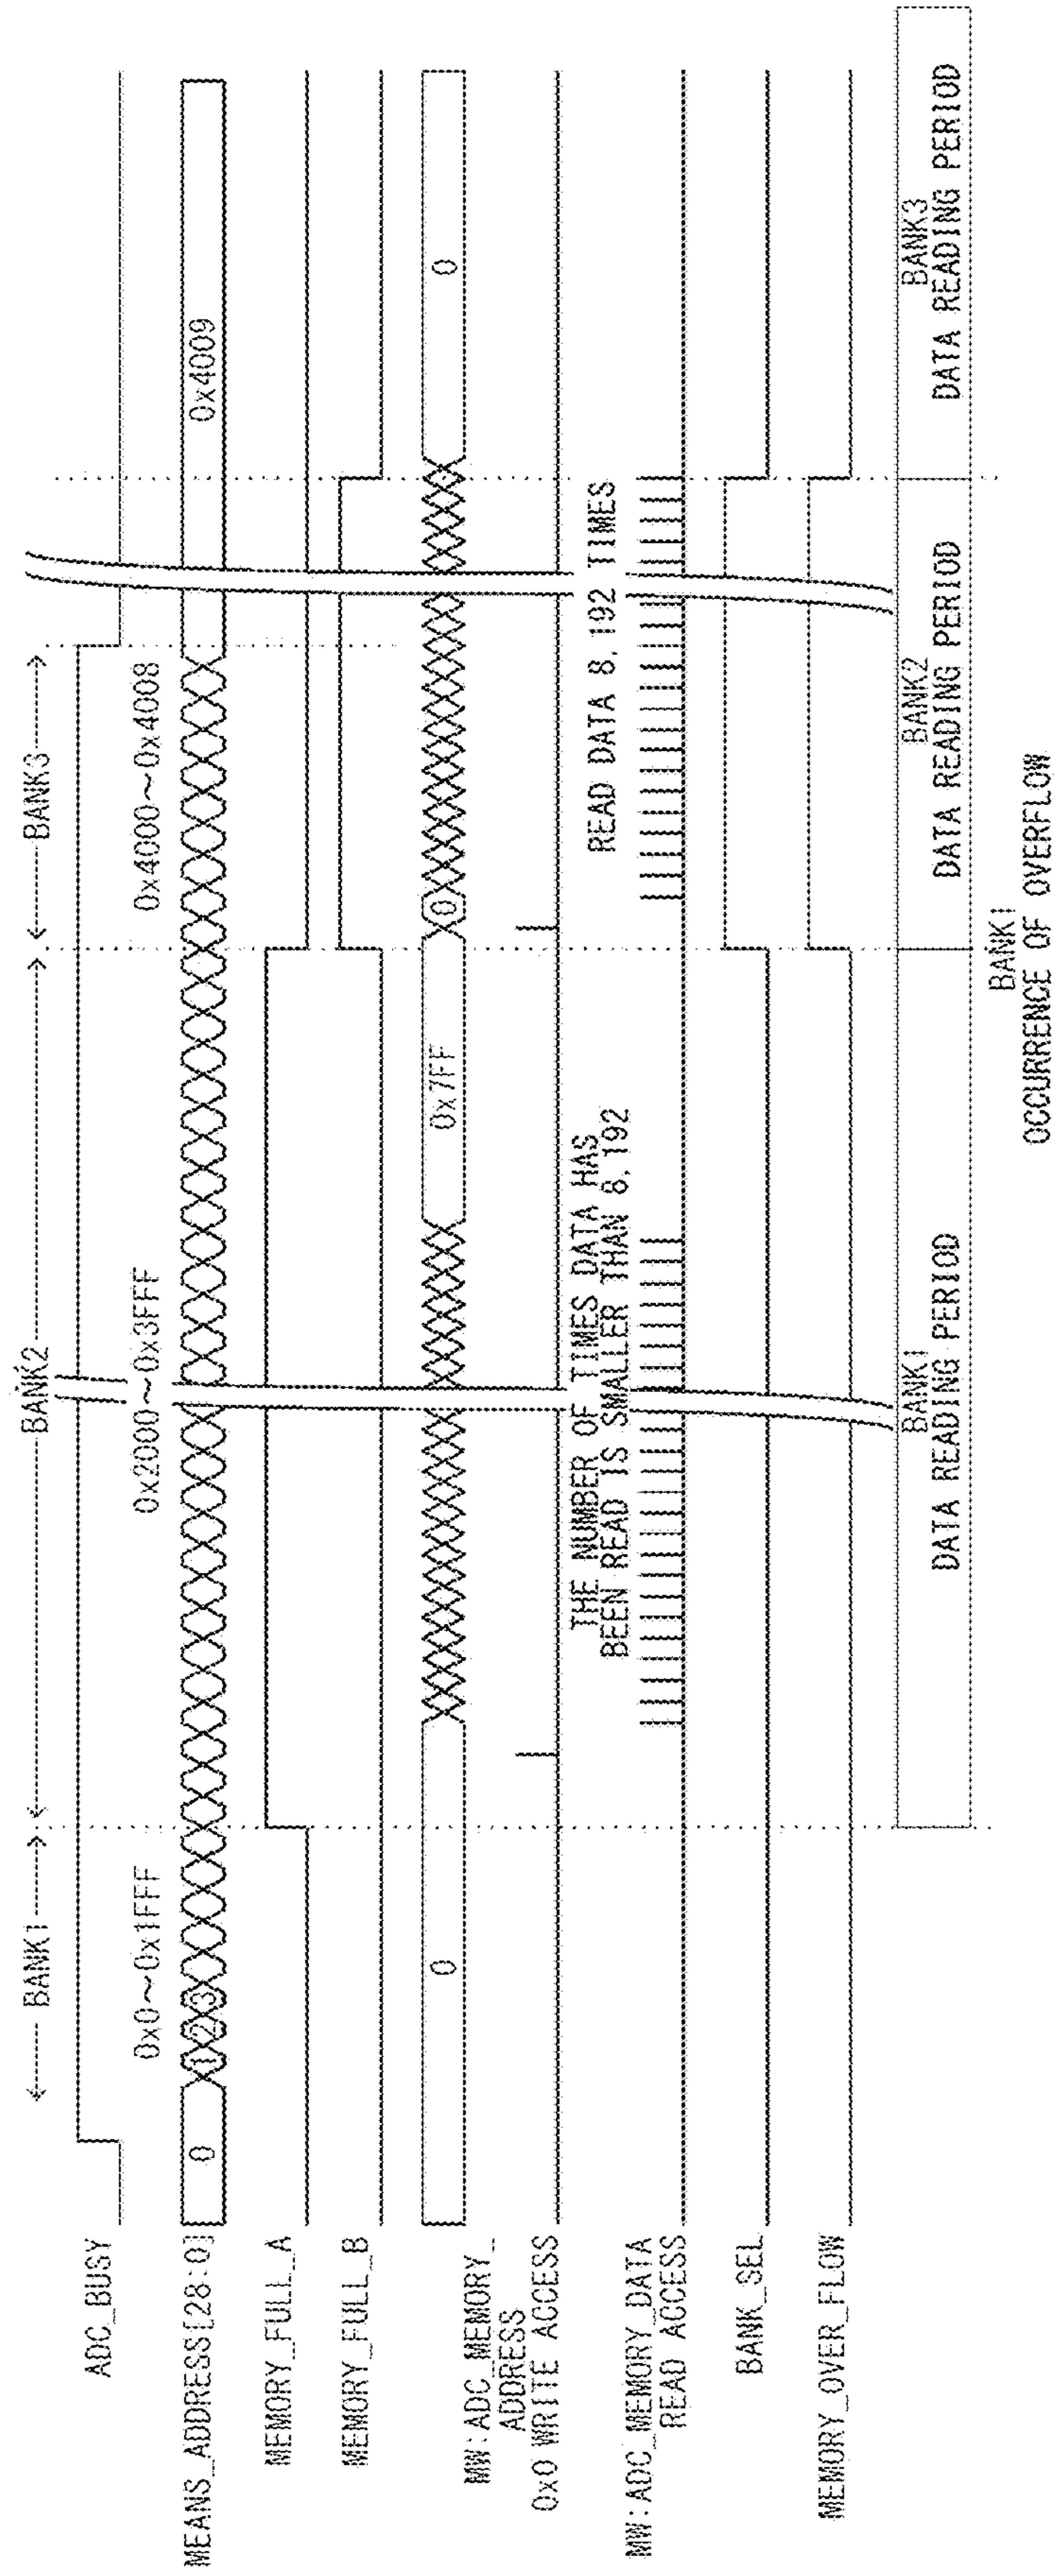 BANK1
BANK2
BANK3
ADC_BUSY
0x0~0x1FFF
0x2000~0x3FFF
0x4000~0x4008
MEANS_ADDRESS[28:0]
0
1
2
3
0x4009
MEMORY_FULL_A
MEMORY_FULL_B
0
0x7FF
0
0
MW:ADC_MEMORY_
ADDRESS
0x0 WRITE ACCESS
THE NUMBER OF TIMES DATA HAS
BEEN READ IS SMALLER THAN 8,192
READ DATA 8,192 TIMES
MW:ADC_MEMORY_DATA
READ ACCESS
BANK_SEL
MEMORY_OVER_FLOW
BANK1
DATA READING PERIOD
BANK2
DATA READING PERIOD
BANK3
DATA READING PERIOD
BANK1
OCCURRENCE OF OVERFLOW